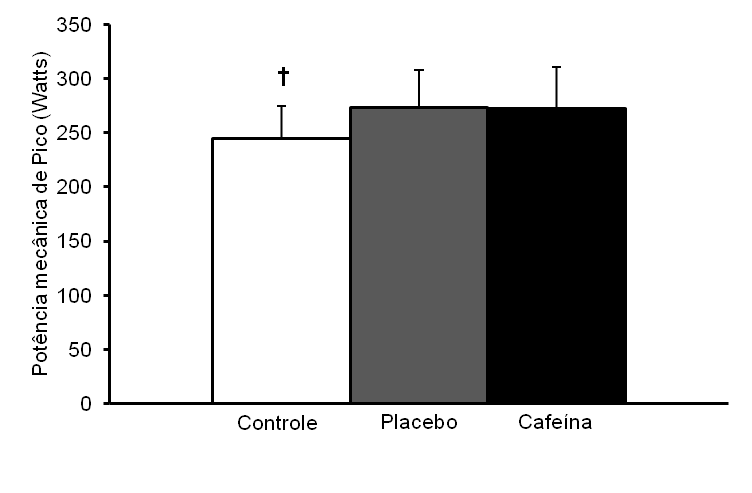 Potência mecânica de Pico (Watts)
350
300
250
200
150
100
50
0
†
Controle
Placebo
Cafeína